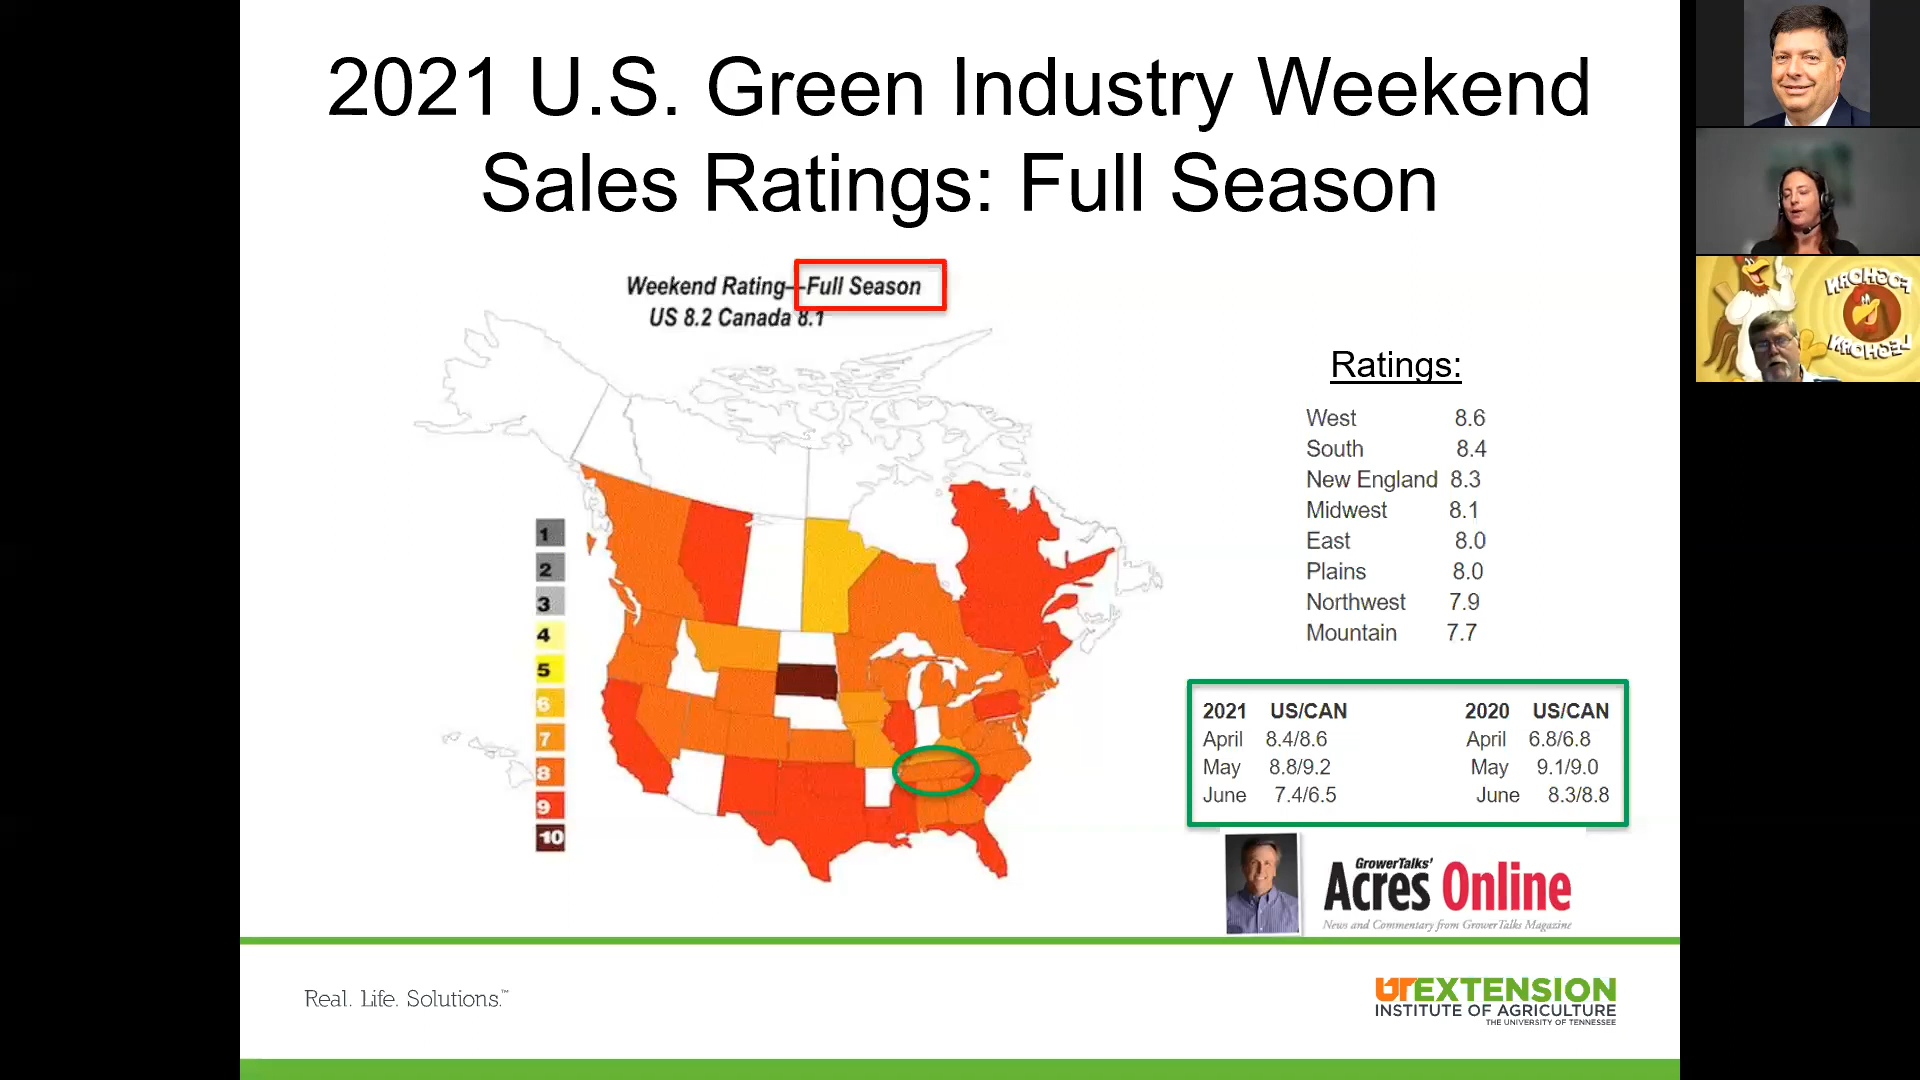 2021 U.S. Green Industry Weekend
Sales Ratings: Full Season
Weekend Rating—Full Season
US 8.2 Canada 8.1
1
2
3
4
5
6
7
8
9
10
Ratings:
West 8.6
South 8.4
New England 8.3
Midwest 8.1
East 8.0
Plains 8.0
Northwest 7.9
Mountain 7.7
2021 US/CAN 2020 US/CAN
April 8.4/8.6 April 6.8/6.8
May 8.8/9.2 May 9.1/9.0
June 7.4/6.5 June 8.3/8.8
GrowerTalks'
Acres Online
News and Commentary from GrowerTalks Magazine
Real. Life. Solutions.™
UT EXTENSION
INSTITUTE OF AGRICULTURE
THE UNIVERSITY OF TENNESSEE
FOGHORN
LEGHORN